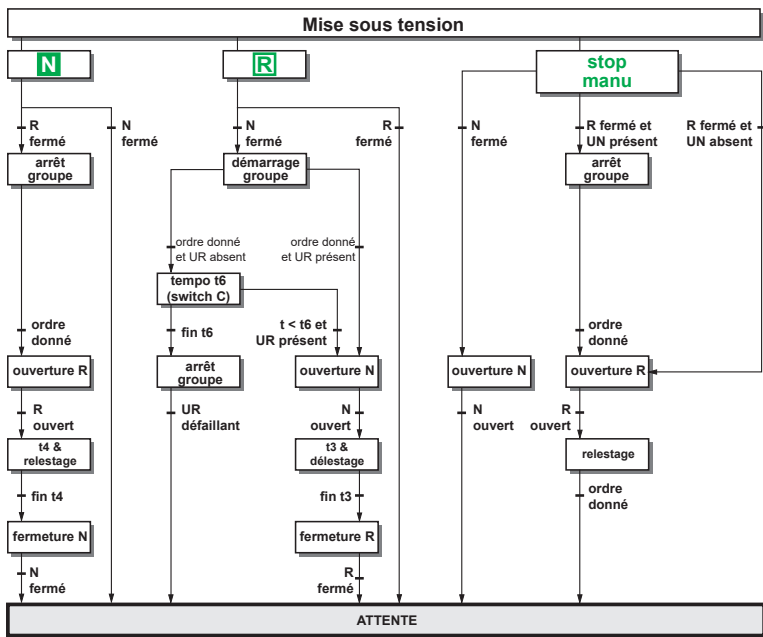 Mise sous tension
N
R
stop
manu
R
fermé
N
fermé
N
fermé
R
fermé
N
fermé
R fermé et
UN présent
R fermé et
UN absent
arrêt
groupe
démarrage
groupe
arrêt
groupe
ordre donné
et UR absent
ordre donné
et UR présent
tempo t6
(switch C)
ordre
donné
fin t6
t < t6 et
UR présent
ordre
donné
ouverture R
arrêt
groupe
ouverture N
ouverture N
ouverture R
R
ouvert
UR
défaillant
N
ouvert
N
ouvert
R
ouvert
t4 &
relestage
t3 &
délestage
relestage
fin t4
fin t3
ordre
donné
fermeture N
fermeture R
N
fermé
R
fermé
ATTENTE